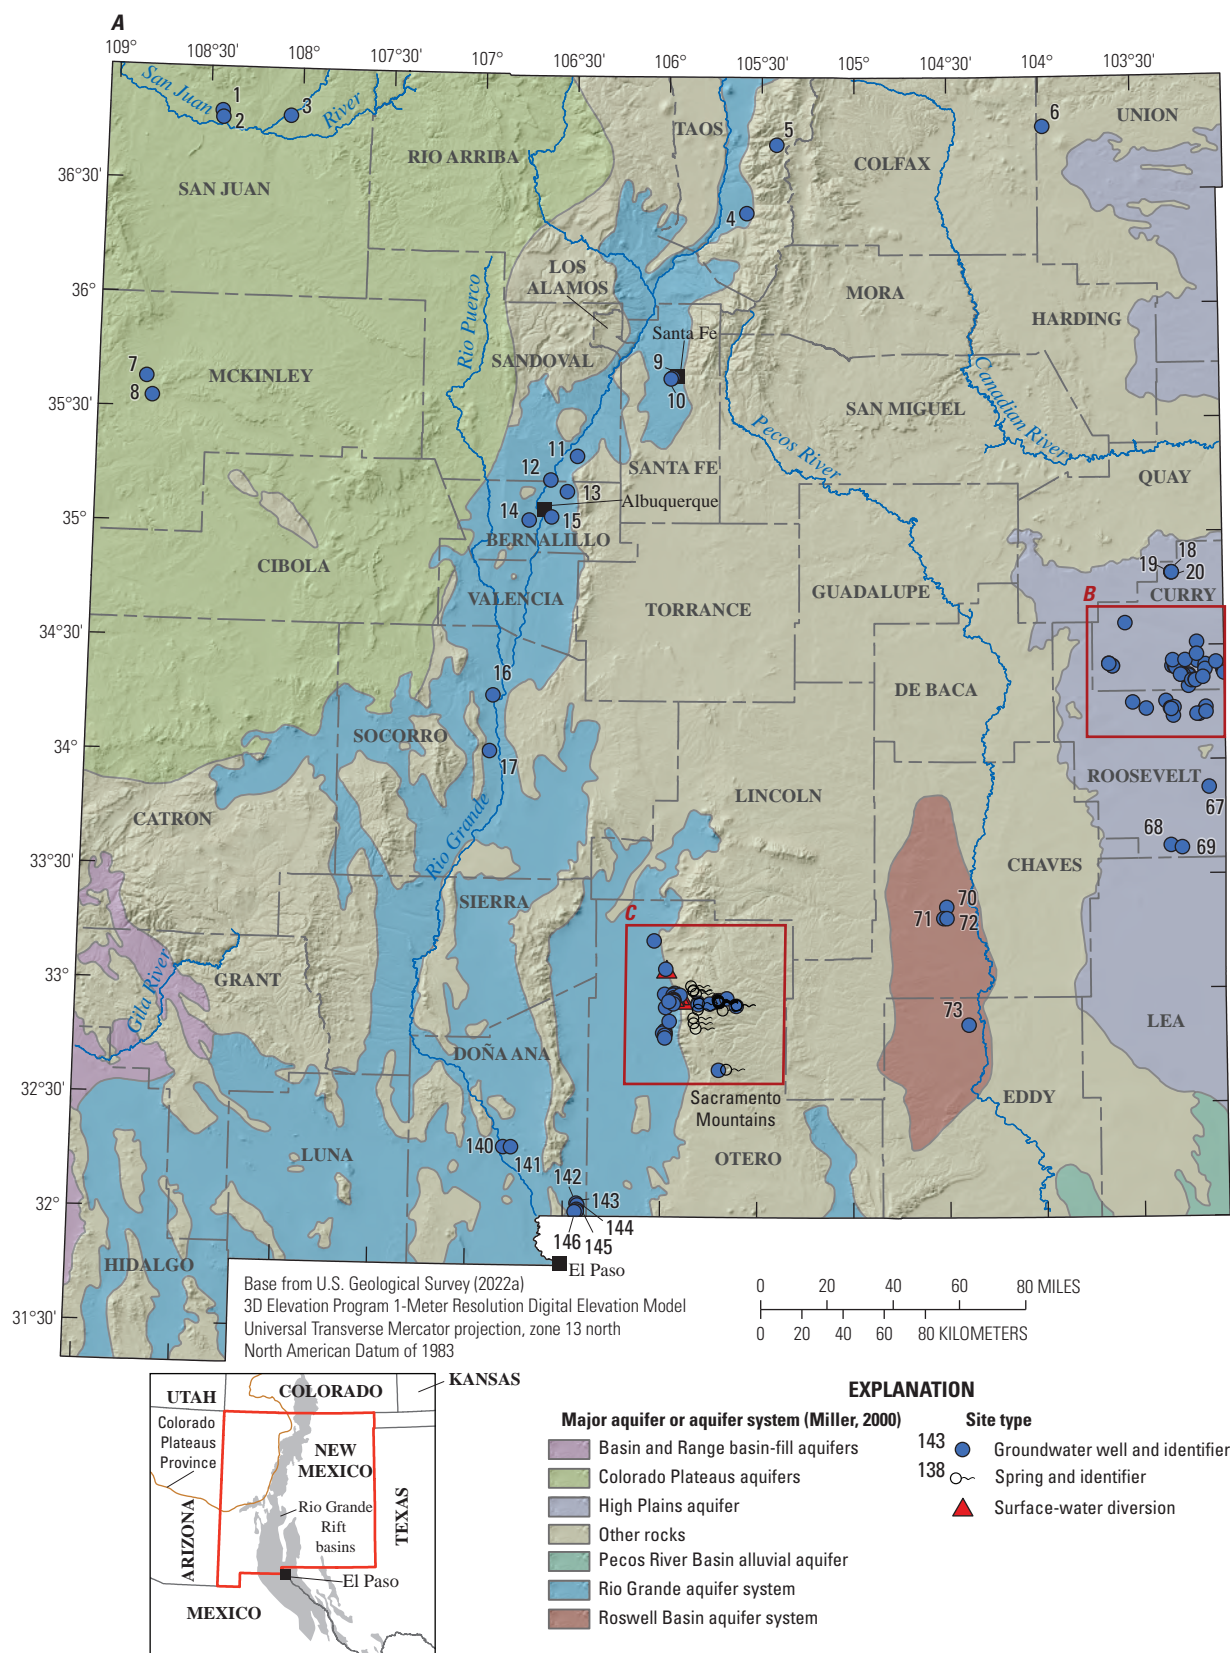 A
109°
108°30'
108°
107°30'
107°
106°30'
106°
105°30'
105°
104°30'
104°
103°30'
San Juan
River
1
2
3
TAOS
5
6
UNION
RIO ARRIBA
COLFAX
36°30'
SAN JUAN
4
LOS
ALAMOS
36°
MORA
Rio Puerco
HARDING
Santa Fe
SANDOVAL
7
MCKINLEY
9
8
10
35°30'
SAN MIGUEL
Canadian River
Pecos River
11
SANTA FE
12
13
QUAY
Albuquerque
14
15
35°
BERNALILLO
18
19
20
CIBOLA
VALENCIA
TORRANCE
GUADALUPE
B
CURRY
34°30'
16
DE BACA
SOCORRO
34°
17
ROOSEVELT
LINCOLN
67
CATRON
Rio Grande
68
69
33°30'
CHAVES
SIERRA
70
C
71
72
33°
GRANT
Gila River
73
LEA
DOÑA ANA
32°30'
Sacramento
Mountains
EDDY
140
141
LUNA
OTERO
142
143
32°
144
146
145
HIDALGO
El Paso
31°30'
Base from U.S. Geological Survey (2022a)
3D Elevation Program 1-Meter Resolution Digital Elevation Model
Universal Transverse Mercator projection, zone 13 north
North American Datum of 1983
0 20 40 60 80 MILES
0 20 40 60 80 KILOMETERS
UTAH
COLORADO
KANSAS
Colorado
Plateaus
Province
NEW
MEXICO
ARIZONA
Rio Grande
Rift
basins
TEXAS
El Paso
MEXICO
EXPLANATION
Major aquifer or aquifer system (Miller, 2000)
Basin and Range basin-fill aquifers
Colorado Plateaus aquifers
High Plains aquifer
Other rocks
Pecos River Basin alluvial aquifer
Rio Grande aquifer system
Roswell Basin aquifer system
Site type
143 Groundwater well and identifier
138 Spring and identifier
Surface-water diversion